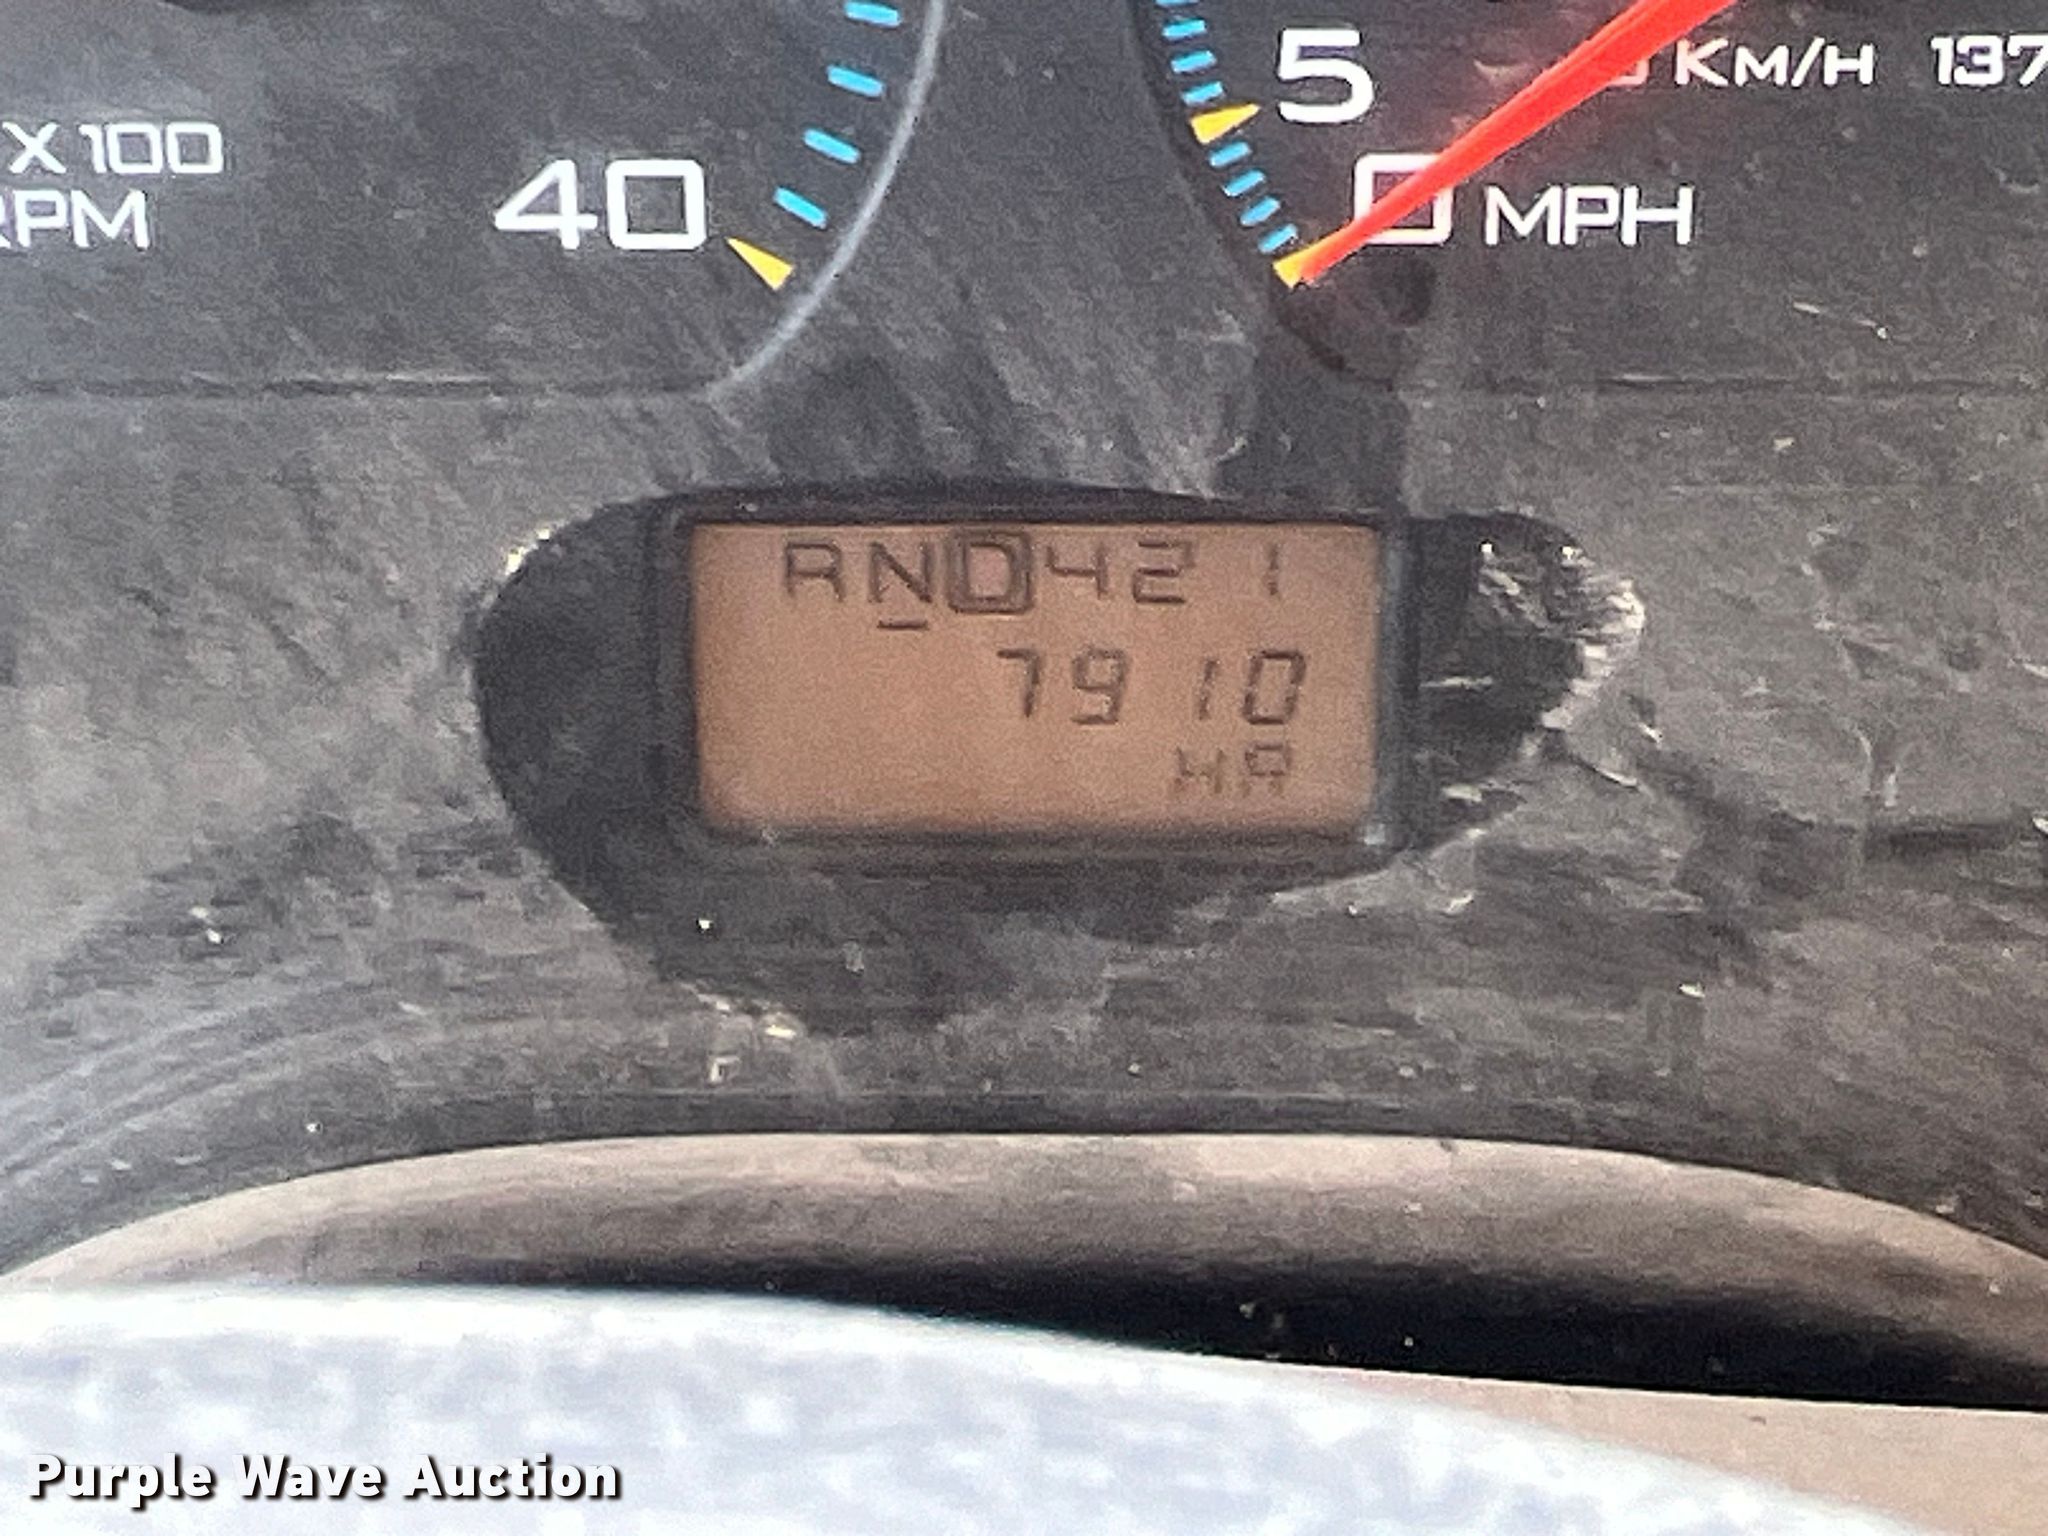 5
KM/H 137
X 100
RPM
40
0 MPH
RND421
7910
HR
Purple Wave Auction